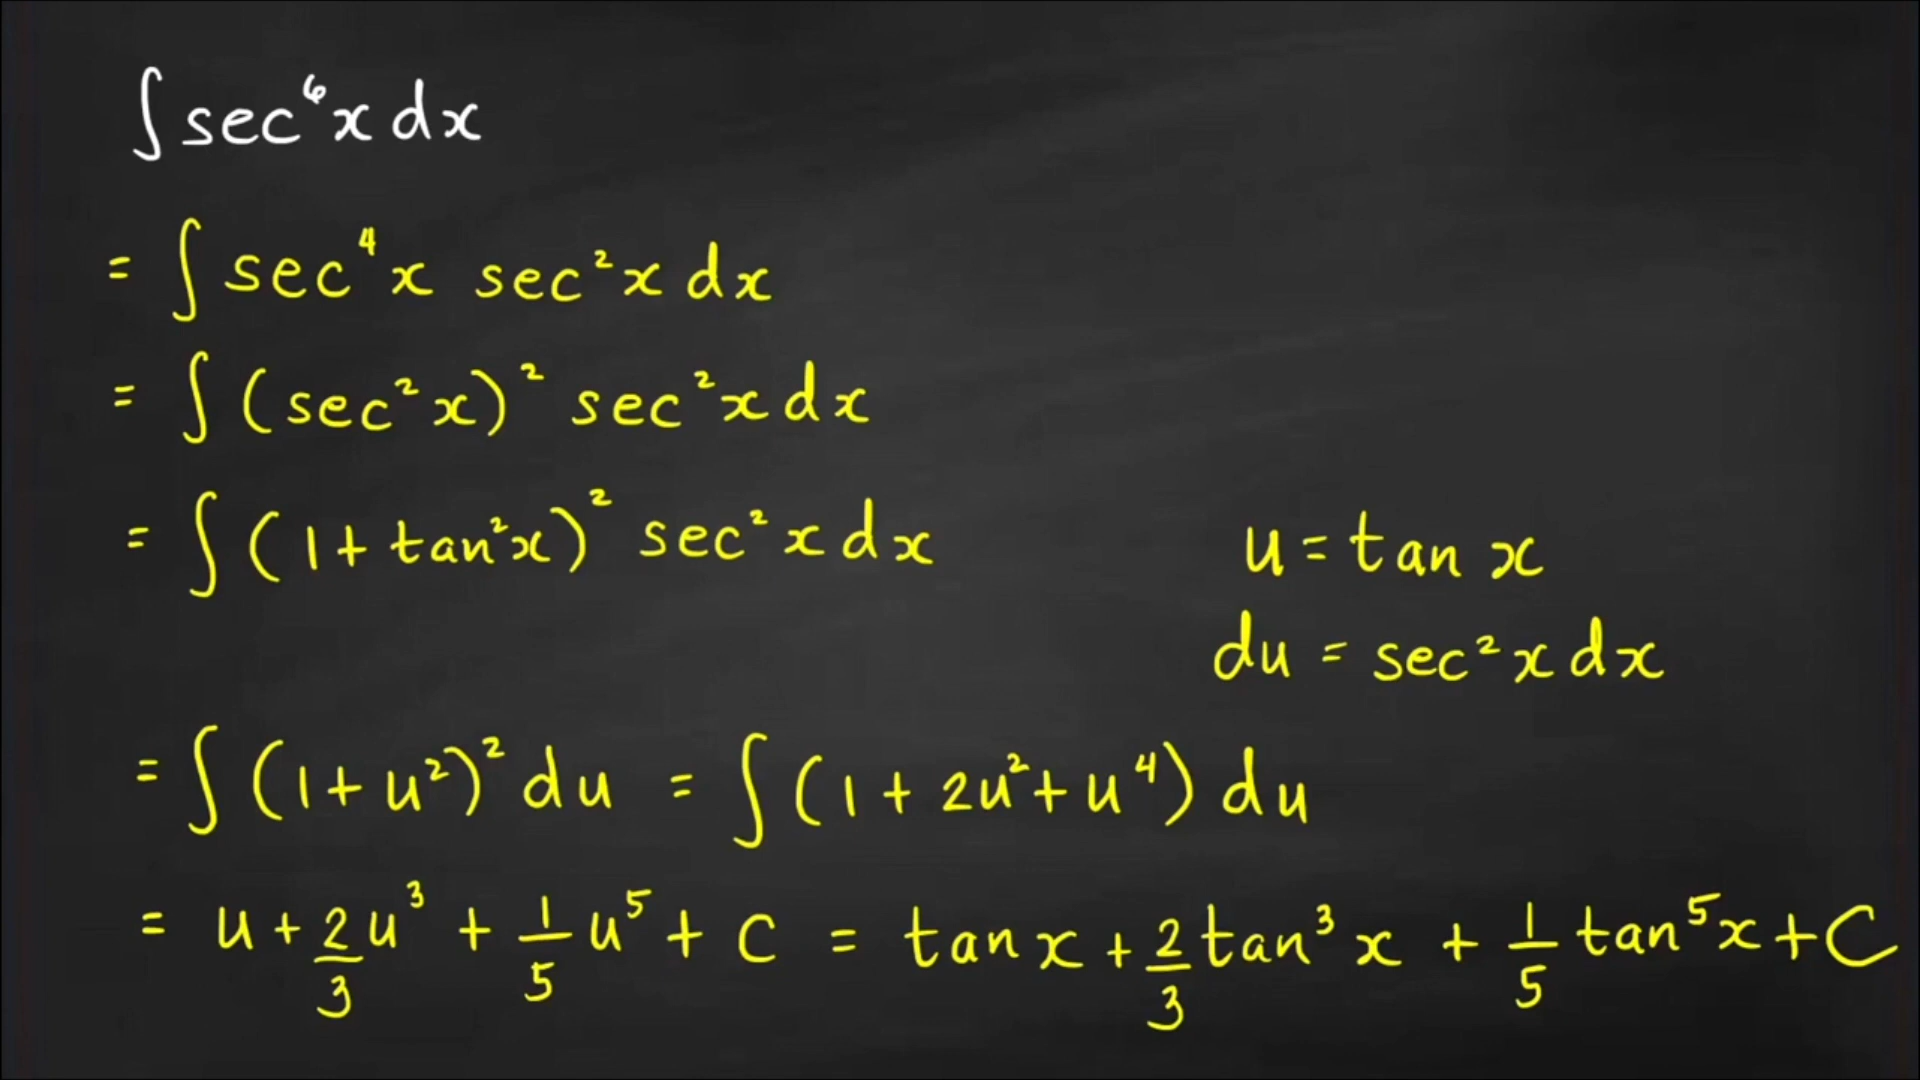 ∫ sec⁶x dx
= ∫ sec⁴x sec²x dx
= ∫ (sec²x)² sec²x dx
= ∫ (1 + tan²x)² sec²x dx
u = tan x
du = sec²x dx
= ∫ (1 + u²)² du = ∫ (1 + 2u² + u⁴) du
= u + 2/3 u³ + 1/5 u⁵ + C = tan x + 2/3 tan³x + 1/5 tan⁵x + C